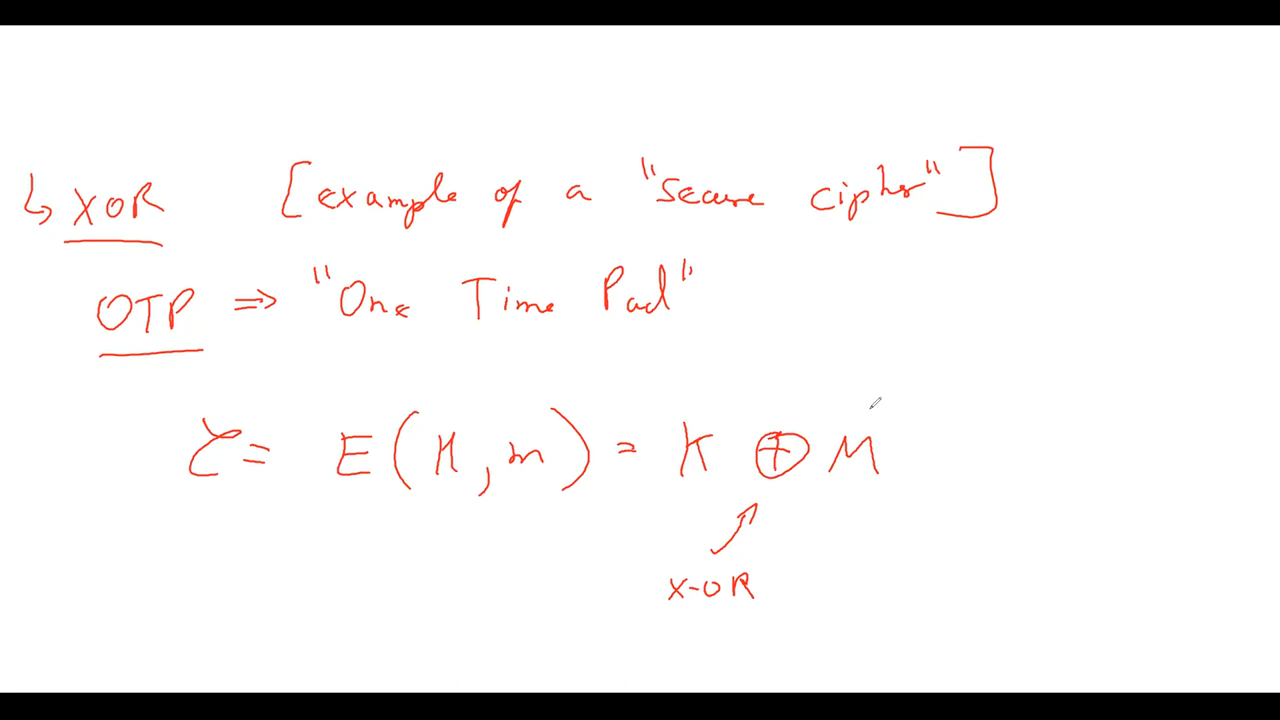 ↳ XOR [example of a "secure cipher"]
OTP ⇒ "One Time Pad"
C = E(K, m) = K ⊕ M
X-OR